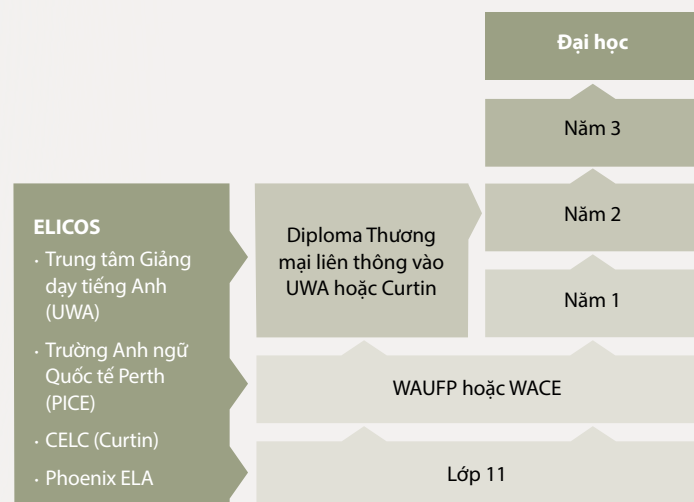 Đại học
Năm 3
Năm 2
Năm 1
ELICOS
· Trung tâm Giảng
dạy tiếng Anh
(UWA)
· Trường Anh ngữ
Quốc tế Perth
(PICE)
· CELC (Curtin)
· Phoenix ELA
Diploma Thương
mại liên thông vào
UWA hoặc Curtin
WAUFP hoặc WACE
Lớp 11